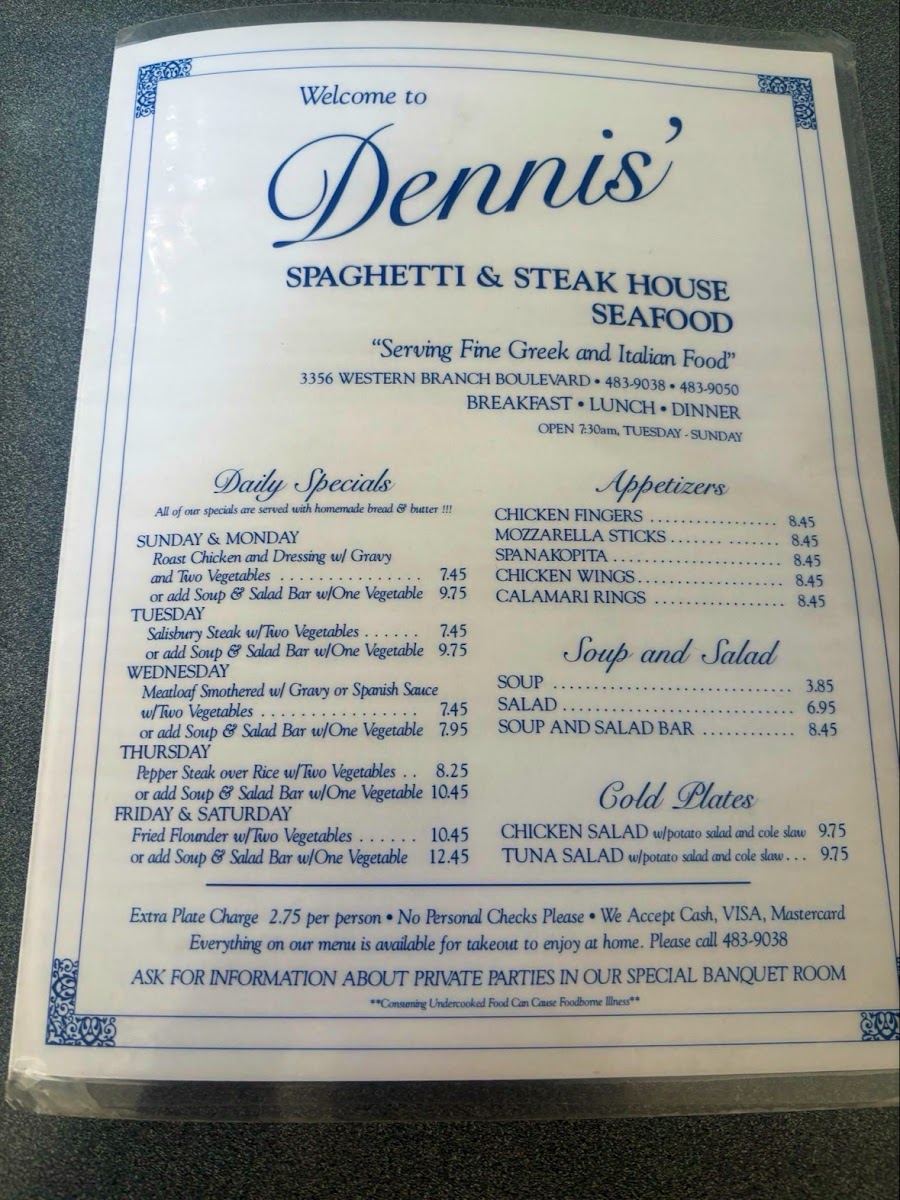 Welcome to
Dennis'
SPAGHETTI & STEAK HOUSE
SEAFOOD
"Serving Fine Greek and Italian Food"
3356 WESTERN BRANCH BOULEVARD • 483-9038 • 483-9050
BREAKFAST • LUNCH • DINNER
OPEN 7:30am, TUESDAY - SUNDAY
Daily Specials
All of our specials are served with homemade bread & butter !!!
SUNDAY & MONDAY
Roast Chicken and Dressing w/ Gravy
and Two Vegetables . . . . . . . . . . . . . . . . 7.45
or add Soup & Salad Bar w/One Vegetable 9.75
TUESDAY
Salisbury Steak w/Two Vegetables . . . . . . 7.45
or add Soup & Salad Bar w/One Vegetable 9.75
WEDNESDAY
Meatloaf Smothered w/ Gravy or Spanish Sauce
w/Two Vegetables . . . . . . . . . . . . . . . . . 7.45
or add Soup & Salad Bar w/One Vegetable 7.95
THURSDAY
Pepper Steak over Rice w/Two Vegetables . . 8.25
or add Soup & Salad Bar w/One Vegetable 10.45
FRIDAY & SATURDAY
Fried Flounder w/Two Vegetables . . . . . . 10.45
or add Soup & Salad Bar w/One Vegetable 12.45
Appetizers
CHICKEN FINGERS . . . . . . . . . . . . . . . . . 8.45
MOZZARELLA STICKS . . . . . . . . . . . . . . . 8.45
SPANAKOPITA . . . . . . . . . . . . . . . . . . . . . . 8.45
CHICKEN WINGS . . . . . . . . . . . . . . . . . . . 8.45
CALAMARI RINGS . . . . . . . . . . . . . . . . . 8.45
Soup and Salad
SOUP . . . . . . . . . . . . . . . . . . . . . . . . . . . . . . . 3.85
SALAD . . . . . . . . . . . . . . . . . . . . . . . . . . . . . . 6.95
SOUP AND SALAD BAR . . . . . . . . . . . . 8.45
Cold Plates
CHICKEN SALAD w/potato salad and cole slaw 9.75
TUNA SALAD w/potato salad and cole slaw . . . 9.75
Extra Plate Charge 2.75 per person • No Personal Checks Please • We Accept Cash, VISA, Mastercard
Everything on our menu is available for takeout to enjoy at home. Please call 483-9038
ASK FOR INFORMATION ABOUT PRIVATE PARTIES IN OUR SPECIAL BANQUET ROOM
**Consuming Undercooked Food Can Cause Foodborne Illness**